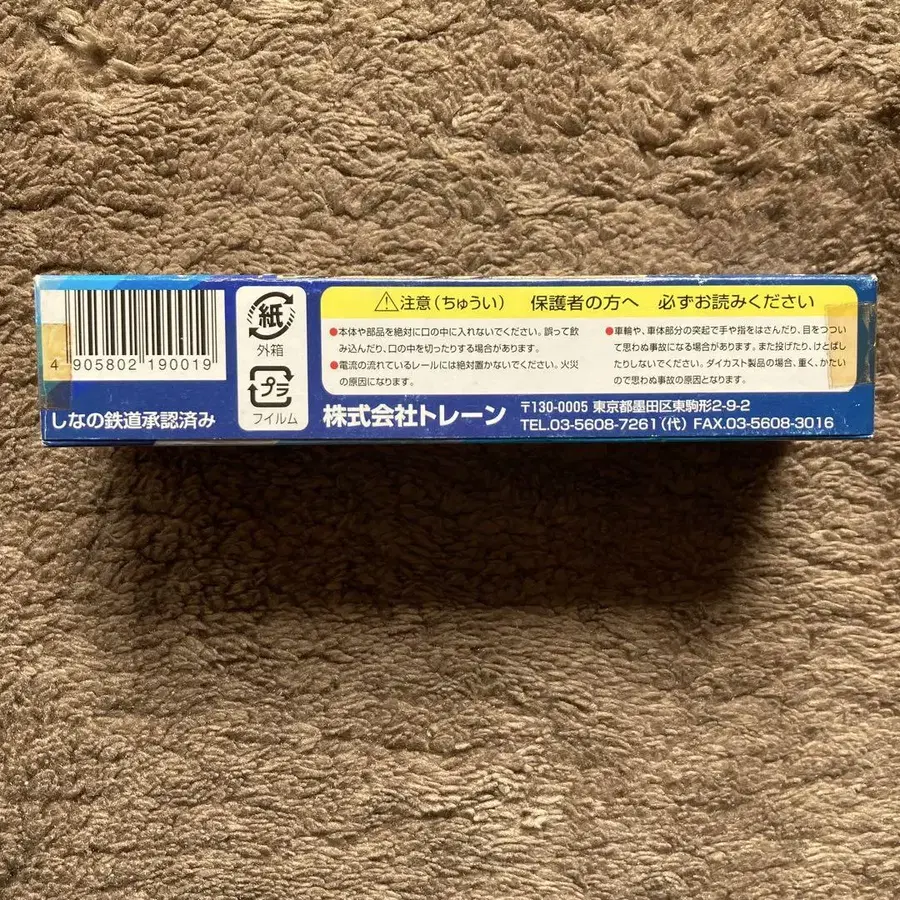 4 905802 190019
しなの鉄道承認済み
紙
外箱
プラ
フイルム
⚠注意（ちゅうい）　保護者の方へ　必ずお読みください
●本体や部品を絶対に口の中に入れないでください。誤って飲
み込んだり、口の中を切ったりする場合があります。
●電流の流れているレールには絶対置かないでください。火災
の原因になります。
●車輪や、車体部分の突起で手や指をはさんだり、目をつつい
て思わぬ事故になる場合があります。また投げたり、けとばし
たりしないでください。ダイカスト製品の場合、重く、かたい
ので思わぬ事故の原因となります。
株式会社トレーン
〒130-0005 東京都墨田区東駒形2-9-2
TEL.03-5608-7261（代） FAX.03-5608-3016